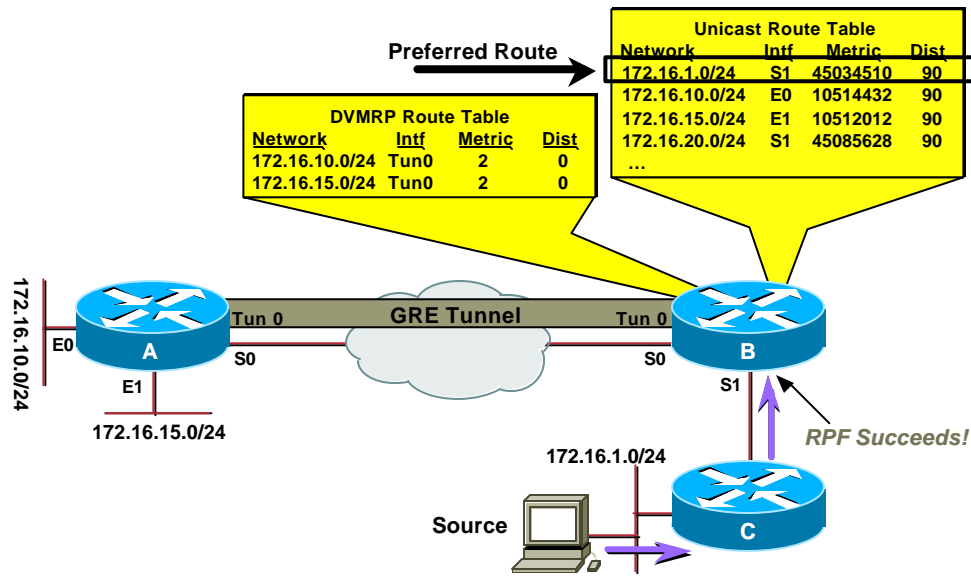 Preferred Route
Unicast Route Table
Network Intf Metric Dist
172.16.1.0/24 S1 45034510 90
172.16.10.0/24 E0 10514432 90
172.16.15.0/24 E1 10512012 90
172.16.20.0/24 S1 45085628 90
...
DVMRP Route Table
Network Intf Metric Dist
172.16.10.0/24 Tun0 2 0
172.16.15.0/24 Tun0 2 0
172.16.10.0/24
E0
A
Tun 0
GRE Tunnel
Tun 0
B
S0
S0
E1
172.16.15.0/24
S1
RPF Succeeds!
172.16.1.0/24
Source
C